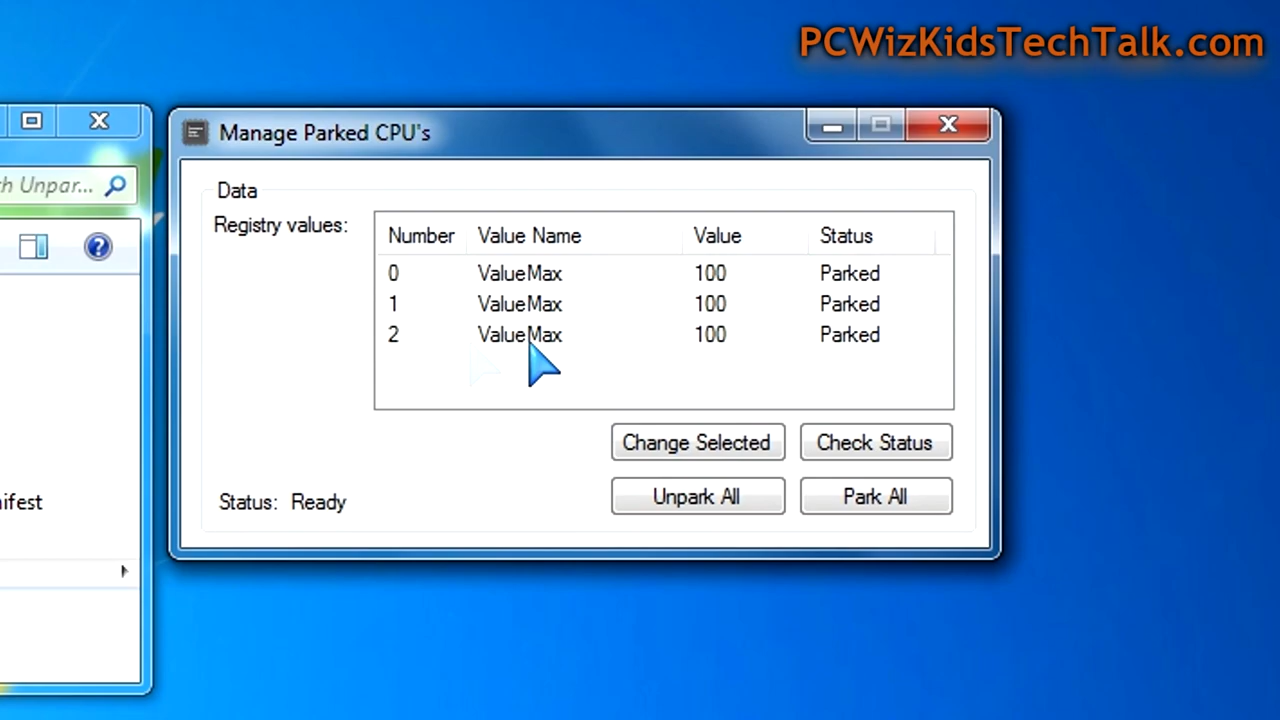 PCWizKidsTechTalk.com
Manage Parked CPU's
h Unpar...
Data
Registry values:
Number Value Name Value Status
0 ValueMax 100 Parked
1 ValueMax 100 Parked
2 ValueMax 100 Parked
Change Selected Check Status
Unpark All Park All
Status: Ready
ifest